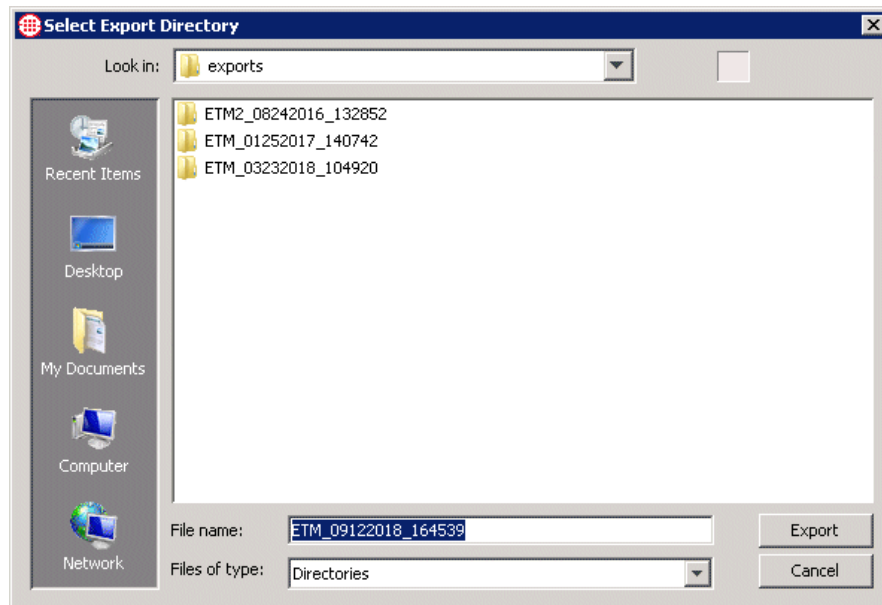 Select Export Directory
Look in:
exports
ETM2_08242016_132852
ETM_01252017_140742
ETM_03232018_104920
Recent Items
Desktop
My Documents
Computer
Network
File name:
ETM_09122018_164539
Export
Files of type:
Directories
Cancel